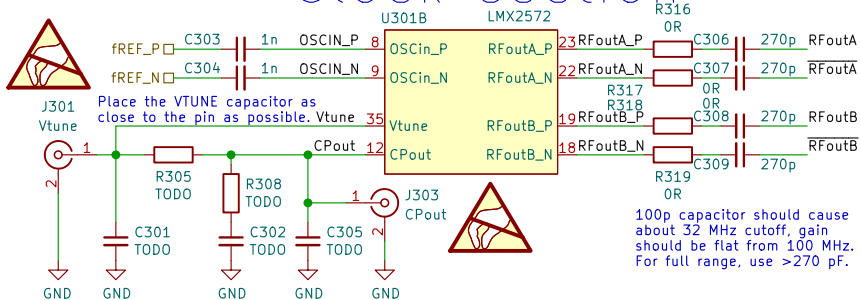 U301B
LMX2572
R316
0R
fREF_P
C303
1n
OSCIN_P
8
OSCin_P
RFoutA_P
23
RFoutA_P
C306
270p
RFoutA
fREF_N
C304
1n
OSCIN_N
9
OSCin_N
RFoutA_N
22
RFoutA_N
C307
270p
RFoutA
R317
0R
R318
0R
J301
Vtune
Place the VTUNE capacitor as
close to the pin as possible.
Vtune
35
Vtune
RFoutB_P
19
RFoutB_P
C308
270p
RFoutB
1
CPout
12
CPout
RFoutB_N
18
RFoutB_N
C309
270p
RFoutB
2
R305
TODO
R308
TODO
R319
0R
J303
CPout
1
2
C301
TODO
C302
TODO
C305
TODO
100p capacitor should cause
about 32 MHz cutoff, gain
should be flat from 100 MHz.
For full range, use >270 pF.
GND
GND
GND
GND
GND